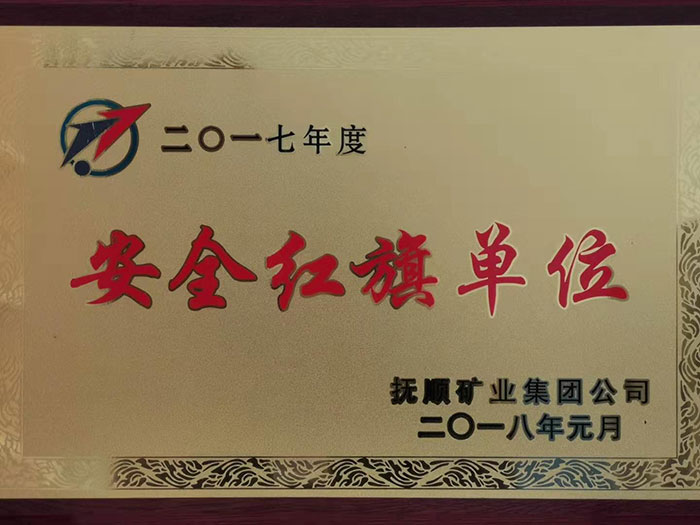 二〇一七年度
安全红旗单位
抚顺矿业集团公司
二〇一八年元月